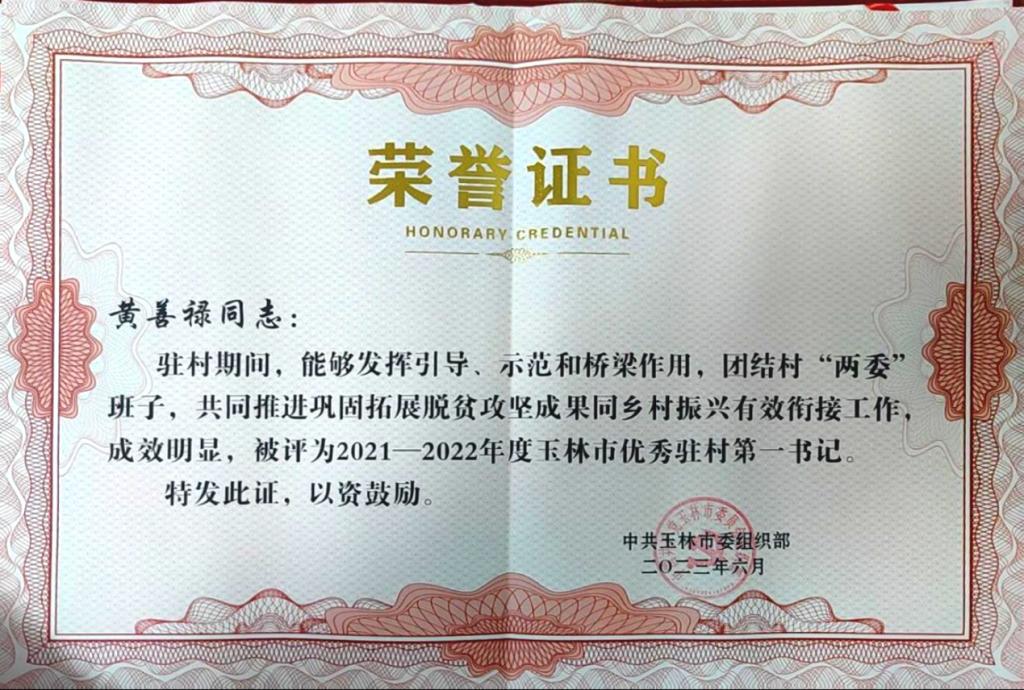 荣誉证书
HONORARY CREDENTIAL
黄善禄同志：
驻村期间，能够发挥引导、示范和桥梁作用，团结村“两委”
班子，共同推进巩固拓展脱贫攻坚成果同乡村振兴有效衔接工作，
成效明显，被评为2021—2022年度玉林市优秀驻村第一书记。
特发此证，以资鼓励。
中共玉林市委组织部
二〇二三年六月